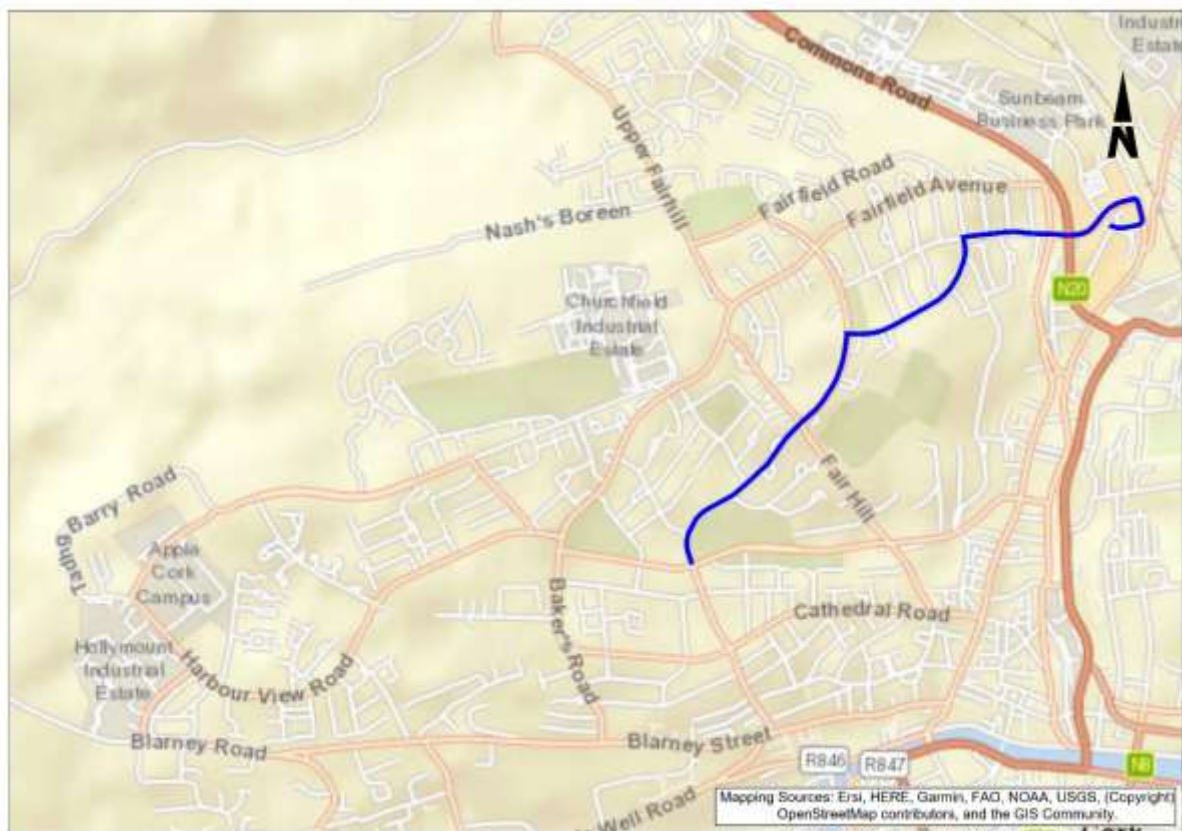 Commons Road
Industrial
Estate
Sunbeam
Business Park
N
Upper Fairhill
Fairfield Road
Fairfield Avenue
Nash's Boreen
N20
Churchfield
Industrial
Estate
Fair Hill
Barry Road
Tadhg
Apple
Cork
Campus
Baker's Road
Cathedral Road
Hollymount
Industrial
Estate
Harbour View Road
Blarney Road
Blarney Street
R846
R847
N8
Well Road
Mapping Sources: Ersi, HERE, Garmin, FAO, NOAA, USGS, (Copyright)
OpenStreetMap contributors, and the GIS Community.